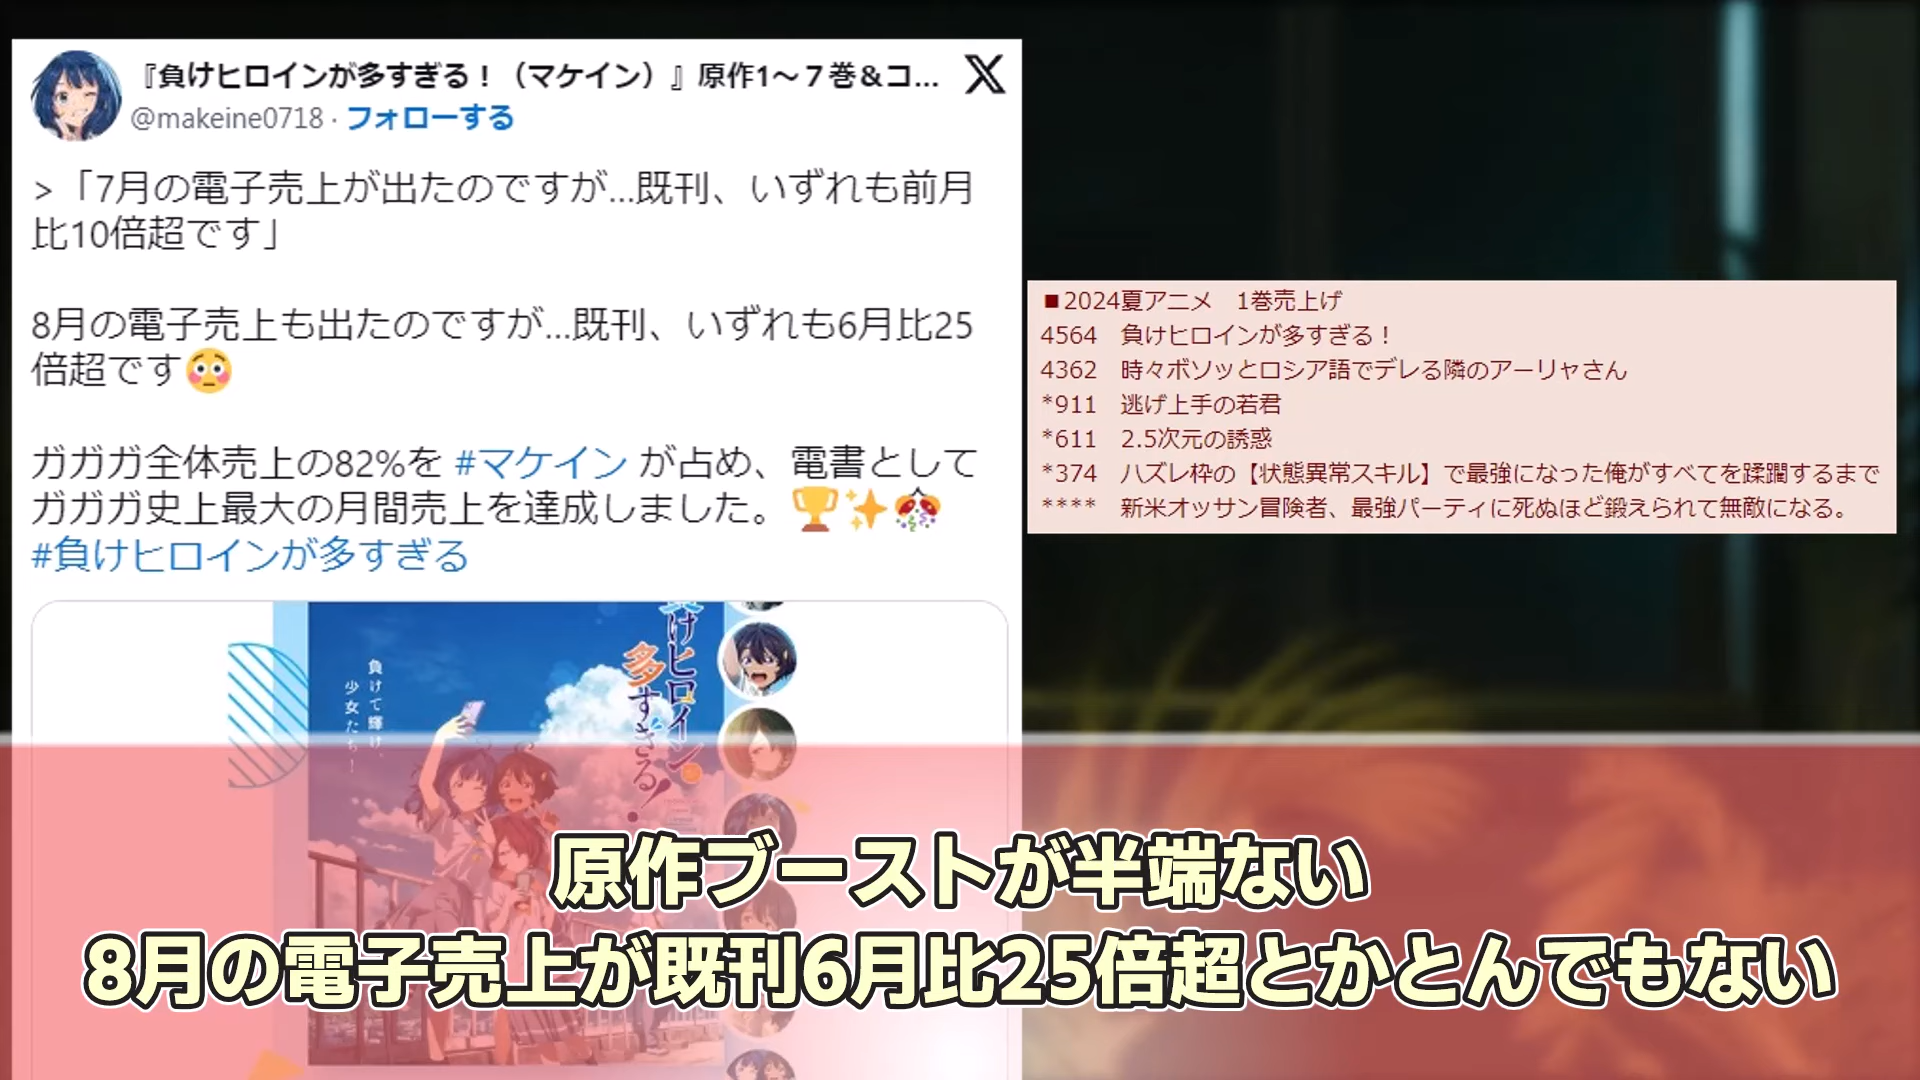 『負けヒロインが多すぎる！（マケイン）』原作1～７巻＆コ...
@makeine0718 · フォローする
>「7月の電子売上が出たのですが...既刊、いずれも前月
比10倍超です」
8月の電子売上も出たのですが...既刊、いずれも6月比25
倍超です😳
ガガガ全体売上の82%を #マケイン が占め、電書として
ガガガ史上最大の月間売上を達成しました。🏆✨🎊
#負けヒロインが多すぎる
負けヒロインが
多すぎる！
負けて輝け、
少女たち！
■2024夏アニメ　1巻売上げ
4564　負けヒロインが多すぎる！
4362　時々ボソッとロシア語でデレる隣のアーリャさん
*911　逃げ上手の若君
*611　2.5次元の誘惑
*374　ハズレ枠の【状態異常スキル】で最強になった俺がすべてを蹂躙するまで
****　新米オッサン冒険者、最強パーティに死ぬほど鍛えられて無敵になる。
原作ブーストが半端ない
8月の電子売上が既刊6月比25倍超とかとんでもない